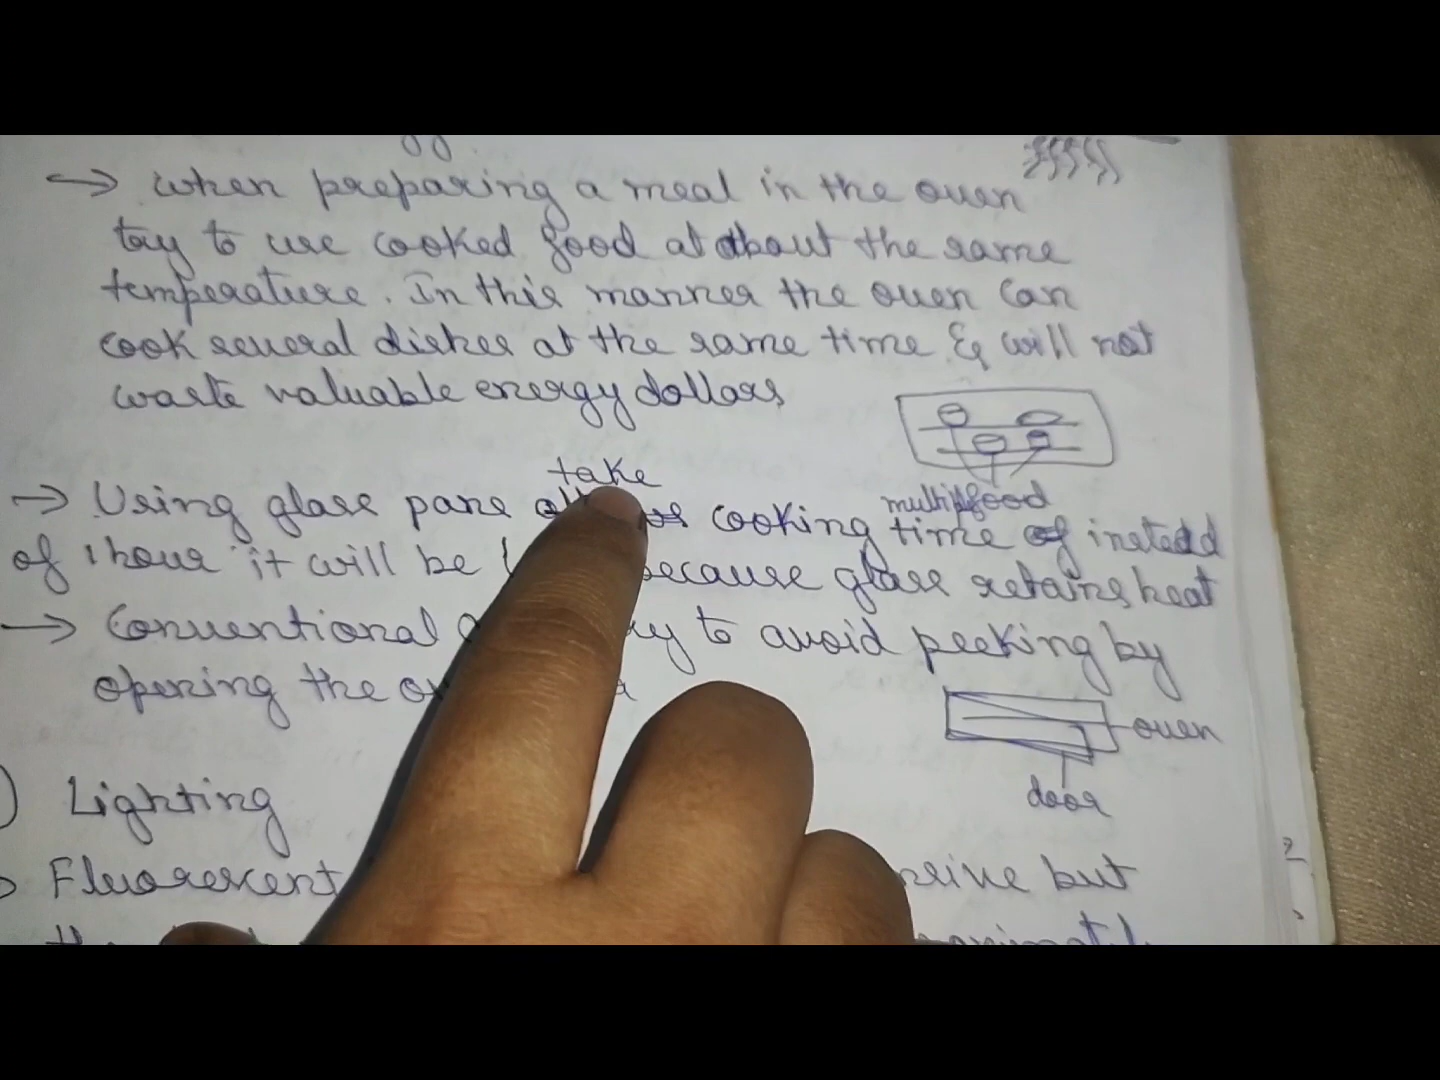 → when preparing a meal in the oven
try to use cooked food at about the same
temperature. In this manner the oven can
cook several dishes at the same time & will not
waste valuable energy dollars
multi food
take
→ Using glass pane cooking time of instead
of 1 hour it will be because glass retains heat
→ Conventional to avoid peeking by
opening the
oven
door
Lighting
Fluorescent but